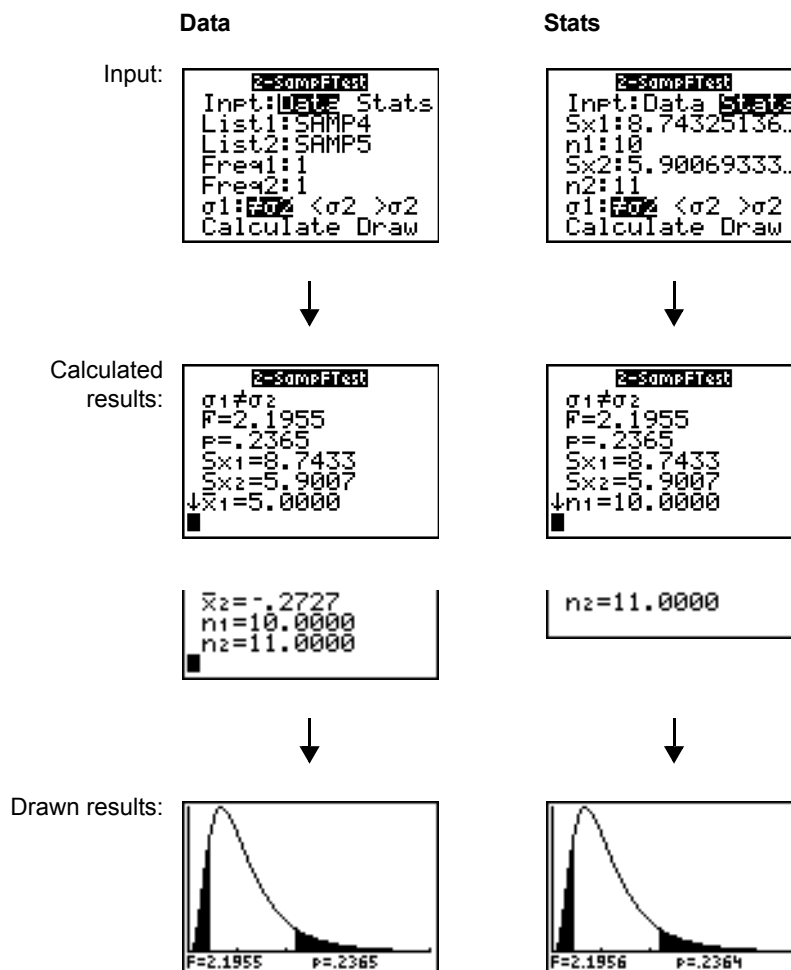 Data
Stats
Input:
2-SampFTest
Inpt:Data Stats
List1:SAMP4
List2:SAMP5
Freq1:1
Freq2:1
σ1:≠σ2 <σ2 >σ2
Calculate Draw
2-SampFTest
Inpt:Data Stats
Sx1:8.74325136…
n1:10
Sx2:5.90069333…
n2:11
σ1:≠σ2 <σ2 >σ2
Calculate Draw
Calculated
results:
2-SampFTest
σ1≠σ2
F=2.1955
p=.2365
Sx1=8.7433
Sx2=5.9007
↓x̄1=5.0000
2-SampFTest
σ1≠σ2
F=2.1955
p=.2365
Sx1=8.7433
Sx2=5.9007
↓n1=10.0000
x̄2=-.2727
n1=10.0000
n2=11.0000
n2=11.0000
Drawn results:
F=2.1955 p=.2365
F=2.1956 p=.2364